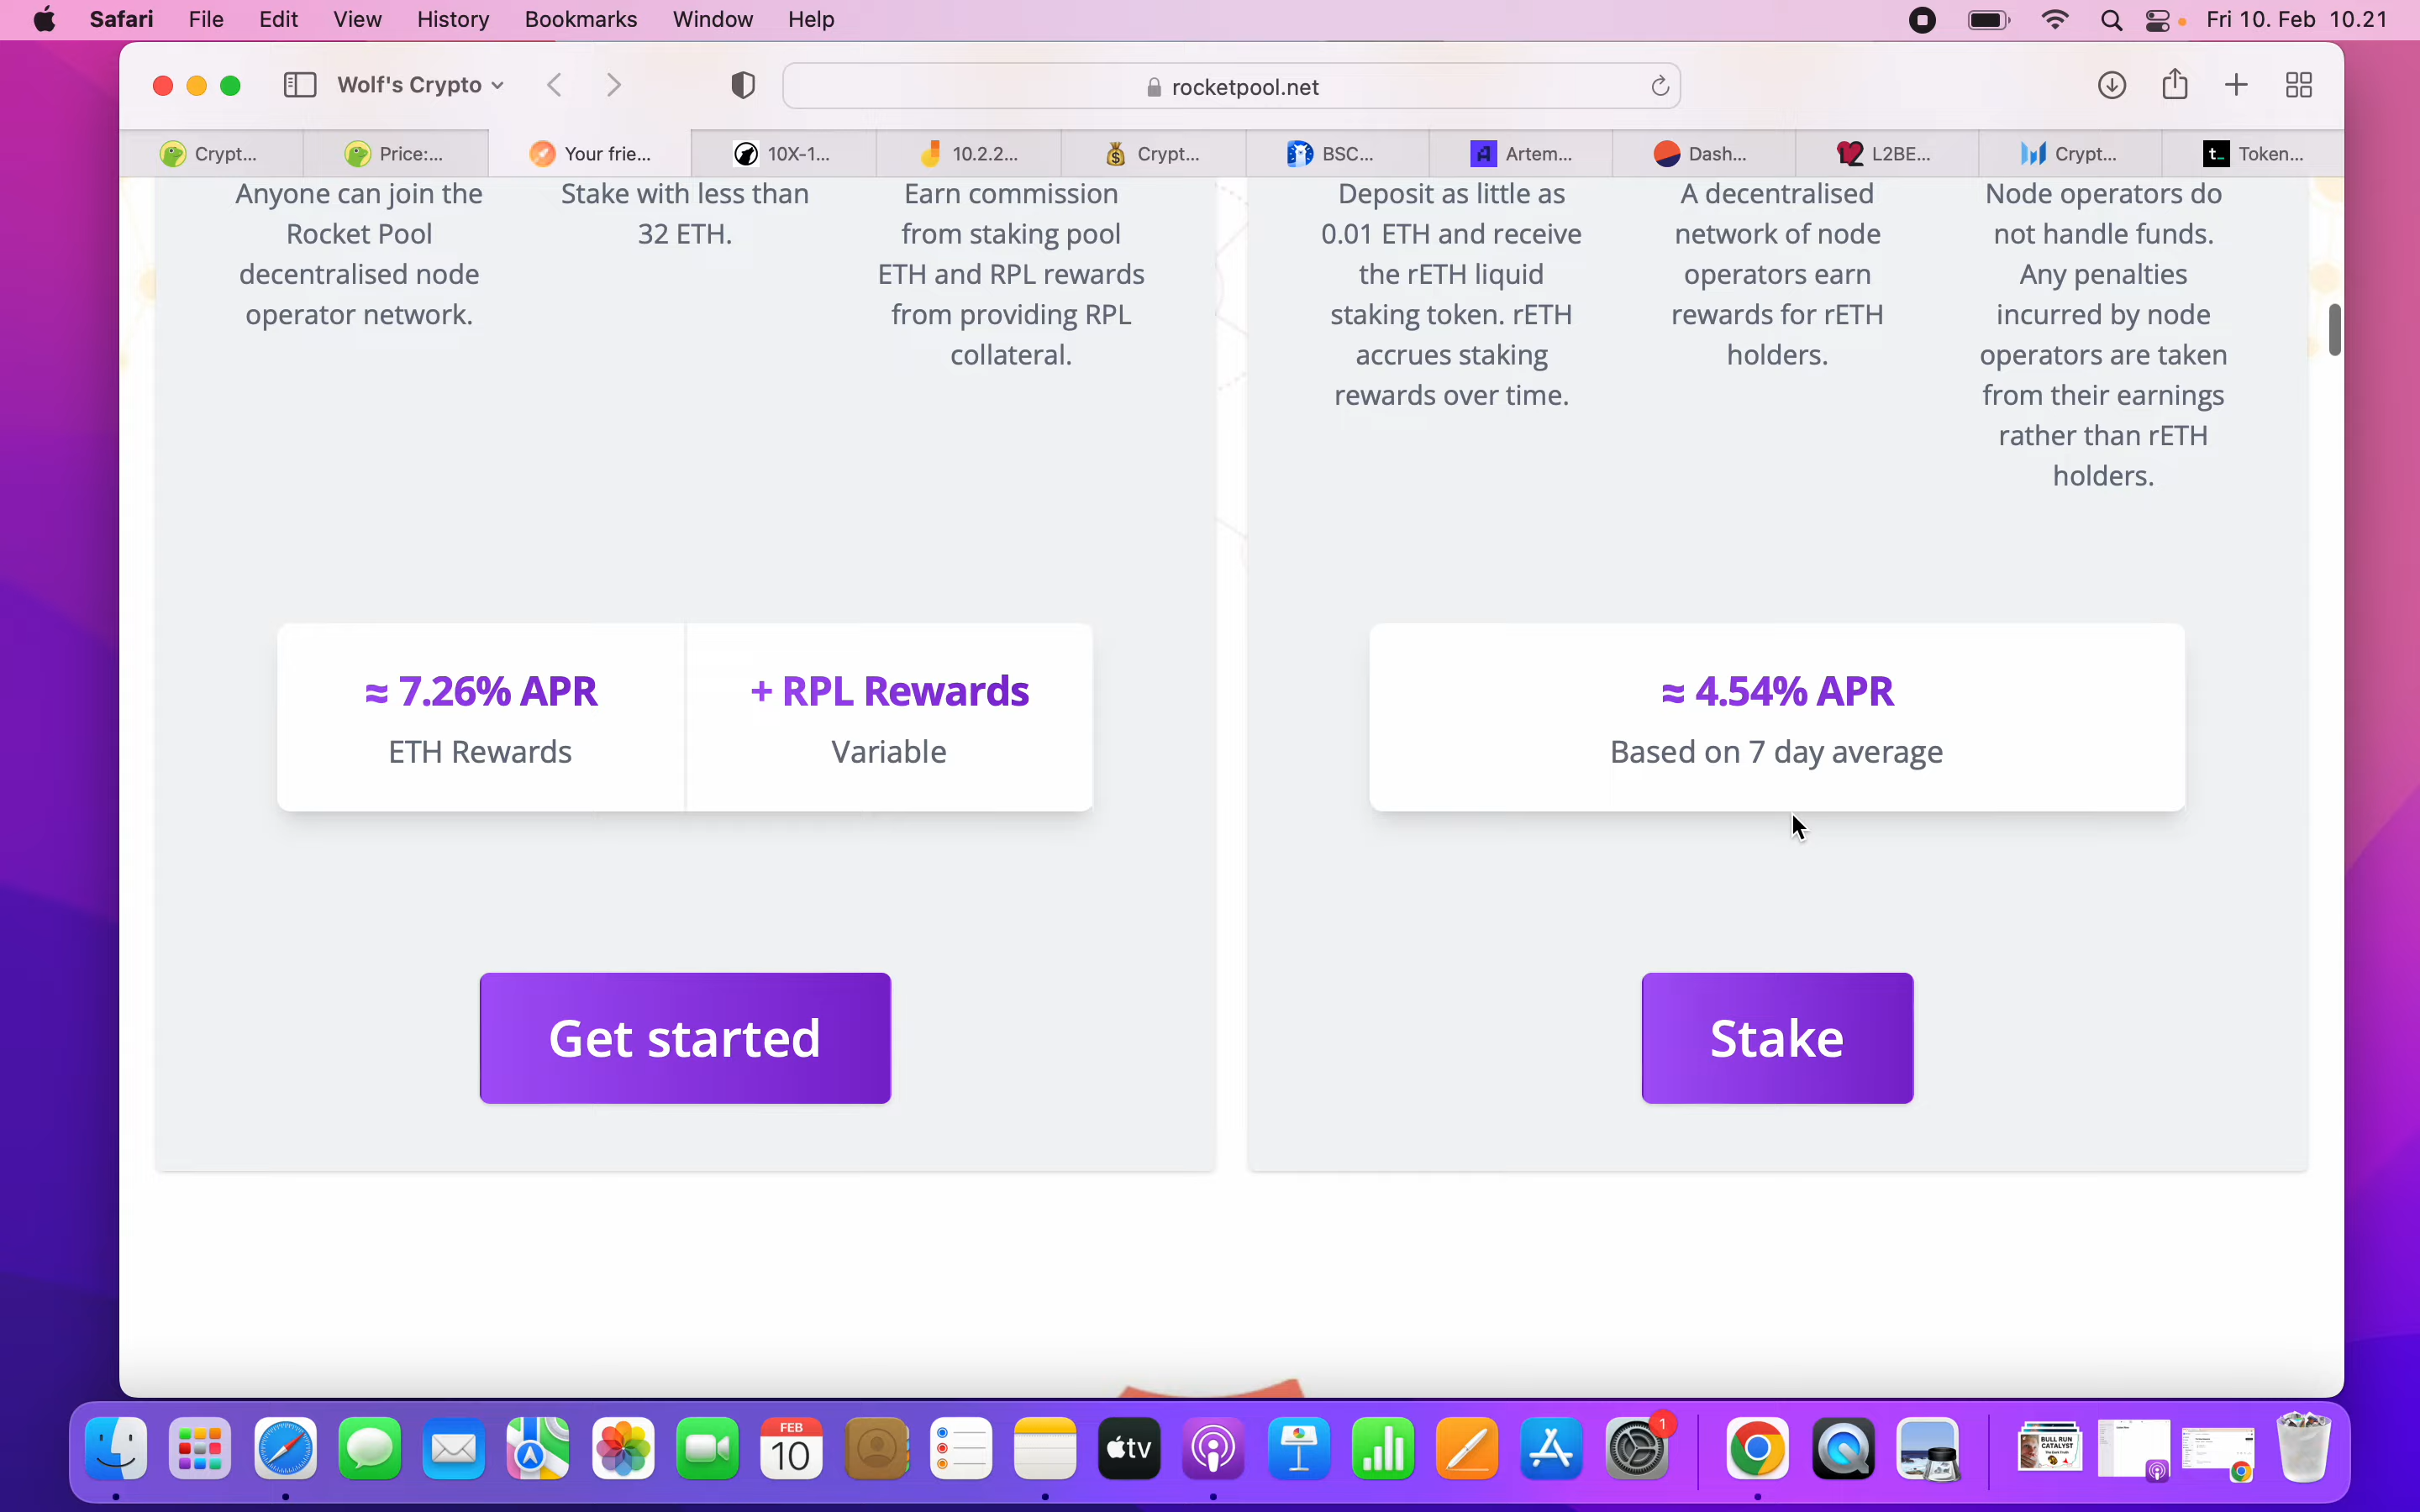 Safari File Edit View History Bookmarks Window Help Fri 10. Feb 10.21
Wolf's Crypto rocketpool.net
Crypt... Price:... Your frie... 10X-1... 10.2.2... Crypt... BSC... Artem... Dash... L2BE... Crypt... Token...
Anyone can join the
Rocket Pool
decentralised node
operator network.
Stake with less than
32 ETH.
Earn commission
from staking pool
ETH and RPL rewards
from providing RPL
collateral.
≈ 7.26% APR
ETH Rewards
+ RPL Rewards
Variable
Get started
Deposit as little as
0.01 ETH and receive
the rETH liquid
staking token. rETH
accrues staking
rewards over time.
A decentralised
network of node
operators earn
rewards for rETH
holders.
Node operators do
not handle funds.
Any penalties
incurred by node
operators are taken
from their earnings
rather than rETH
holders.
≈ 4.54% APR
Based on 7 day average
Stake
FEB
10
tv
1
BULL RUN
CATALYST